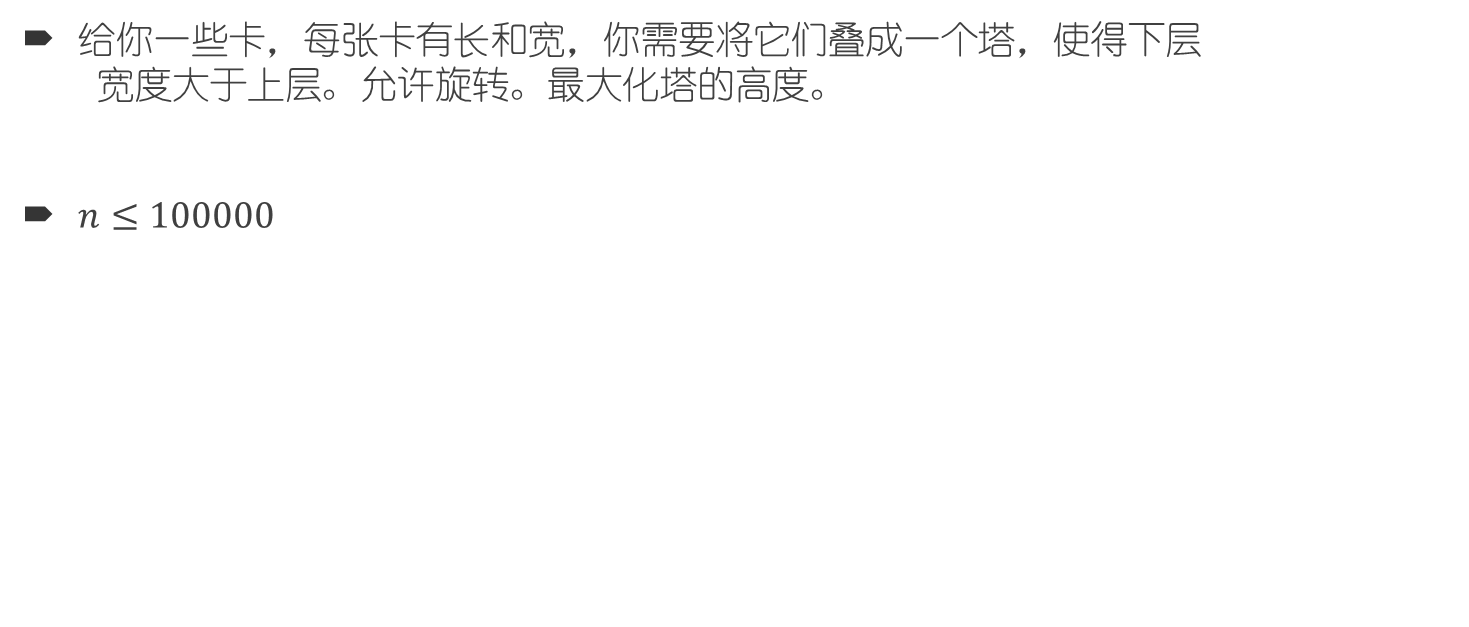 给你一些卡，每张卡有长和宽，你需要将它们叠成一个塔，使得下层
宽度大于上层。允许旋转。最大化塔的高度。
n ≤ 100000